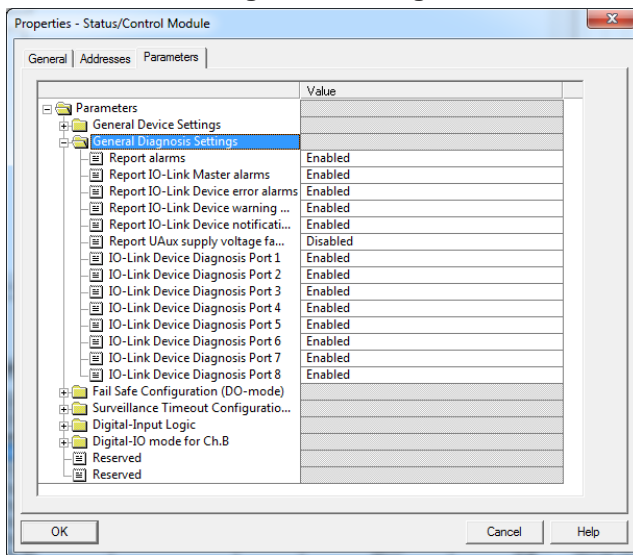 Properties - Status/Control Module
General Addresses Parameters
Value
Parameters
General Device Settings
General Diagnosis Settings
Report alarms Enabled
Report IO-Link Master alarms Enabled
Report IO-Link Device error alarms Enabled
Report IO-Link Device warning ... Enabled
Report IO-Link Device notificati... Enabled
Report UAux supply voltage fa... Disabled
IO-Link Device Diagnosis Port 1 Enabled
IO-Link Device Diagnosis Port 2 Enabled
IO-Link Device Diagnosis Port 3 Enabled
IO-Link Device Diagnosis Port 4 Enabled
IO-Link Device Diagnosis Port 5 Enabled
IO-Link Device Diagnosis Port 6 Enabled
IO-Link Device Diagnosis Port 7 Enabled
IO-Link Device Diagnosis Port 8 Enabled
Fail Safe Configuration (DO-mode)
Surveillance Timeout Configuratio...
Digital-Input Logic
Digital-IO mode for Ch.B
Reserved
Reserved
OK Cancel Help